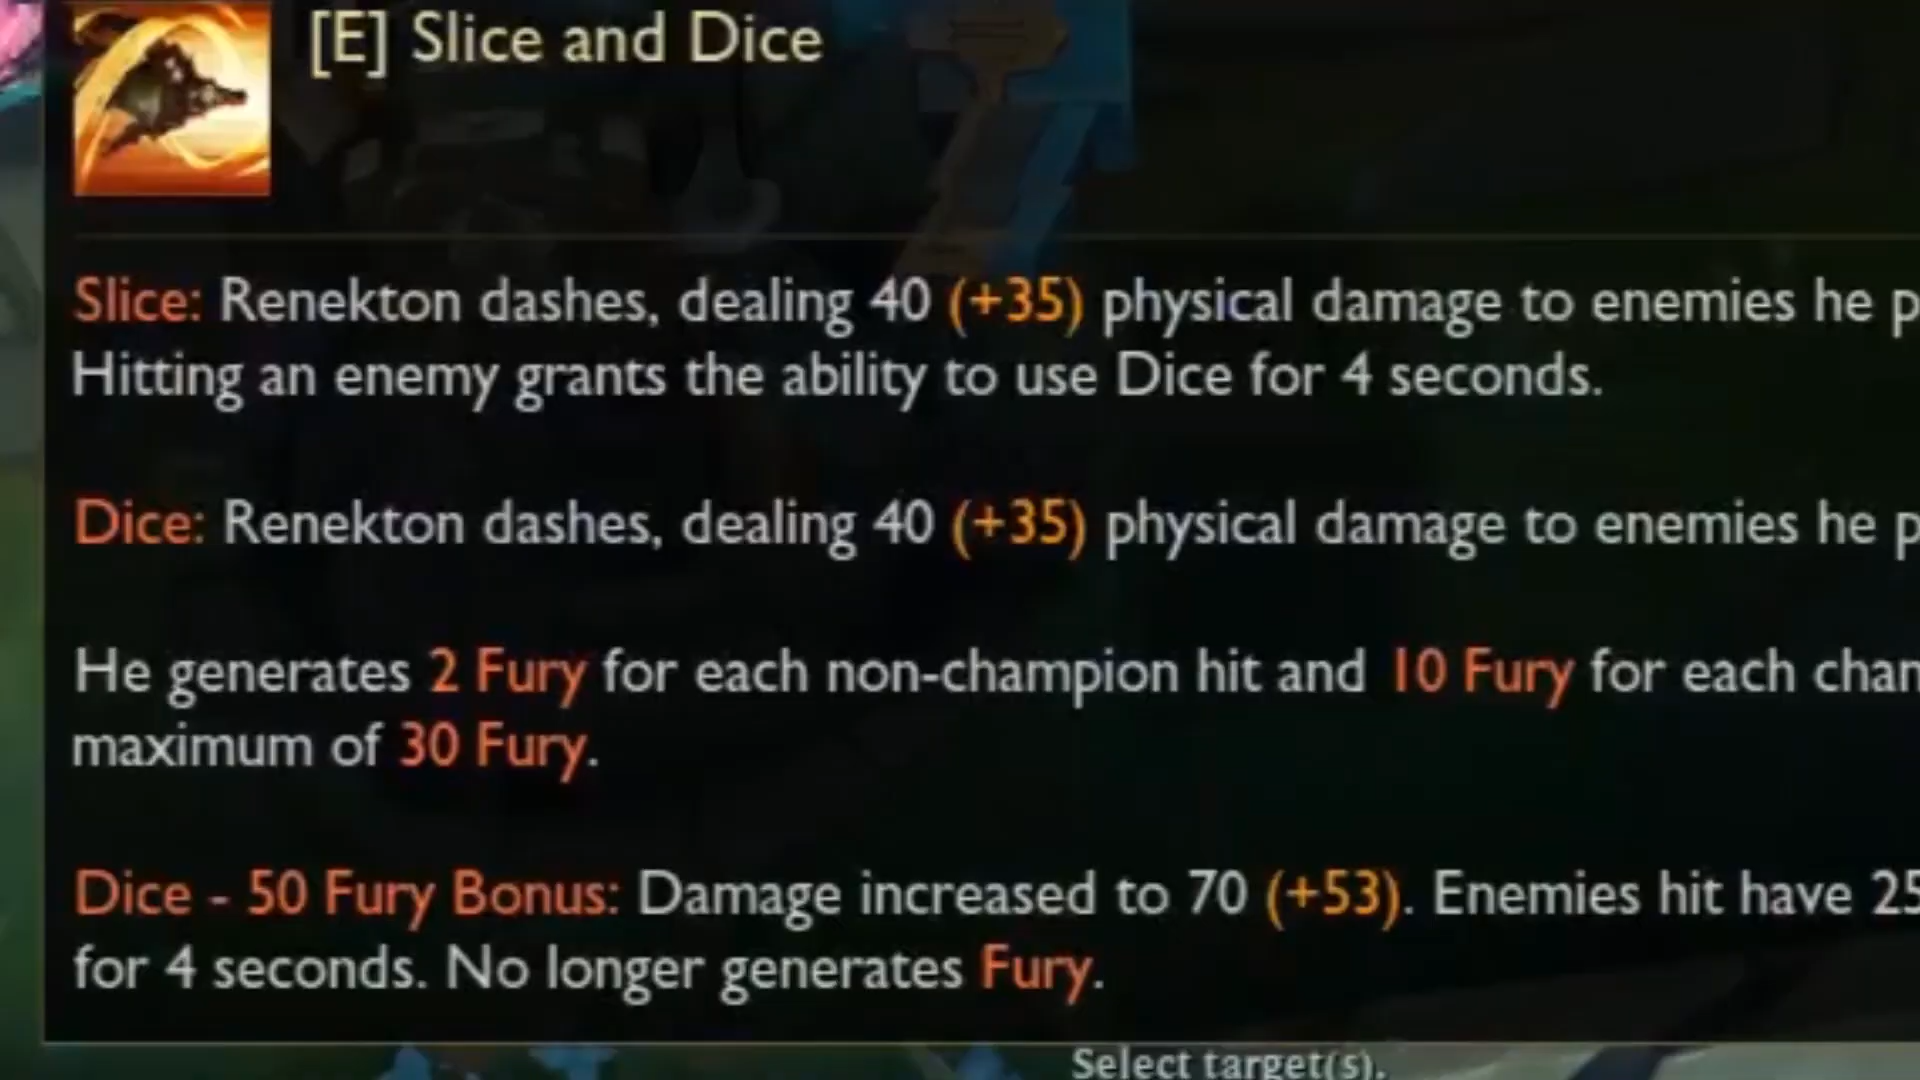 [E] Slice and Dice
Slice: Renekton dashes, dealing 40 (+35) physical damage to enemies he
Hitting an enemy grants the ability to use Dice for 4 seconds.
Dice: Renekton dashes, dealing 40 (+35) physical damage to enemies he
He generates 2 Fury for each non-champion hit and 10 Fury for each
maximum of 30 Fury.
Dice - 50 Fury Bonus: Damage increased to 70 (+53). Enemies hit have 25
for 4 seconds. No longer generates Fury.
Select target(s).